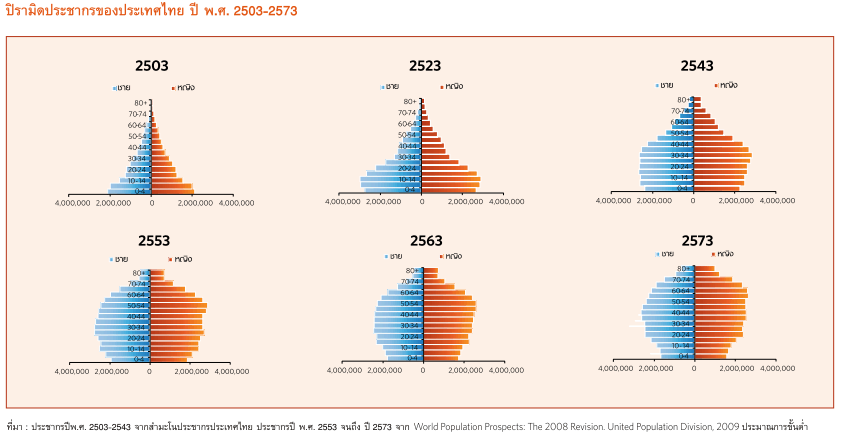 ปิรามิดประชากรของประเทศไทย ปี พ.ศ. 2503-2573
2503 2523 2543
ชาย หญิง ชาย หญิง ชาย หญิง
80+ 80+ 80+
70-74 70-74 70-74
60-64 60-64 60-64
50-54 50-54 50-54
40-44 40-44 40-44
30-34 30-34 30-34
20-24 20-24 20-24
10-14 10-14 10-14
0-4 0-4 0-4
4,000,000 2,000,000 0 2,000,000 4,000,000 4,000,000 2,000,000 0 2,000,000 4,000,000 4,000,000 2,000,000 0 2,000,000 4,000,000
2553 2563 2573
ชาย หญิง ชาย หญิง ชาย หญิง
80+ 80+ 80+
70-74 70-74 70-74
60-64 60-64 60-64
50-54 50-54 50-54
40-44 40-44 40-44
30-34 30-34 30-34
20-24 20-24 20-24
10-14 10-14 10-14
0-4 0-4 0-4
4,000,000 2,000,000 0 2,000,000 4,000,000 4,000,000 2,000,000 0 2,000,000 4,000,000 4,000,000 2,000,000 0 2,000,000 4,000,000
ที่มา : ประชากรปีพ.ศ. 2503-2543 จากสำมะโนประชากรประเทศไทย ประชากรปี พ.ศ. 2553 จนถึง ปี 2573 จาก World Population Prospects: The 2008 Revision. United Population Division, 2009 ประมาณการขั้นต่ำ